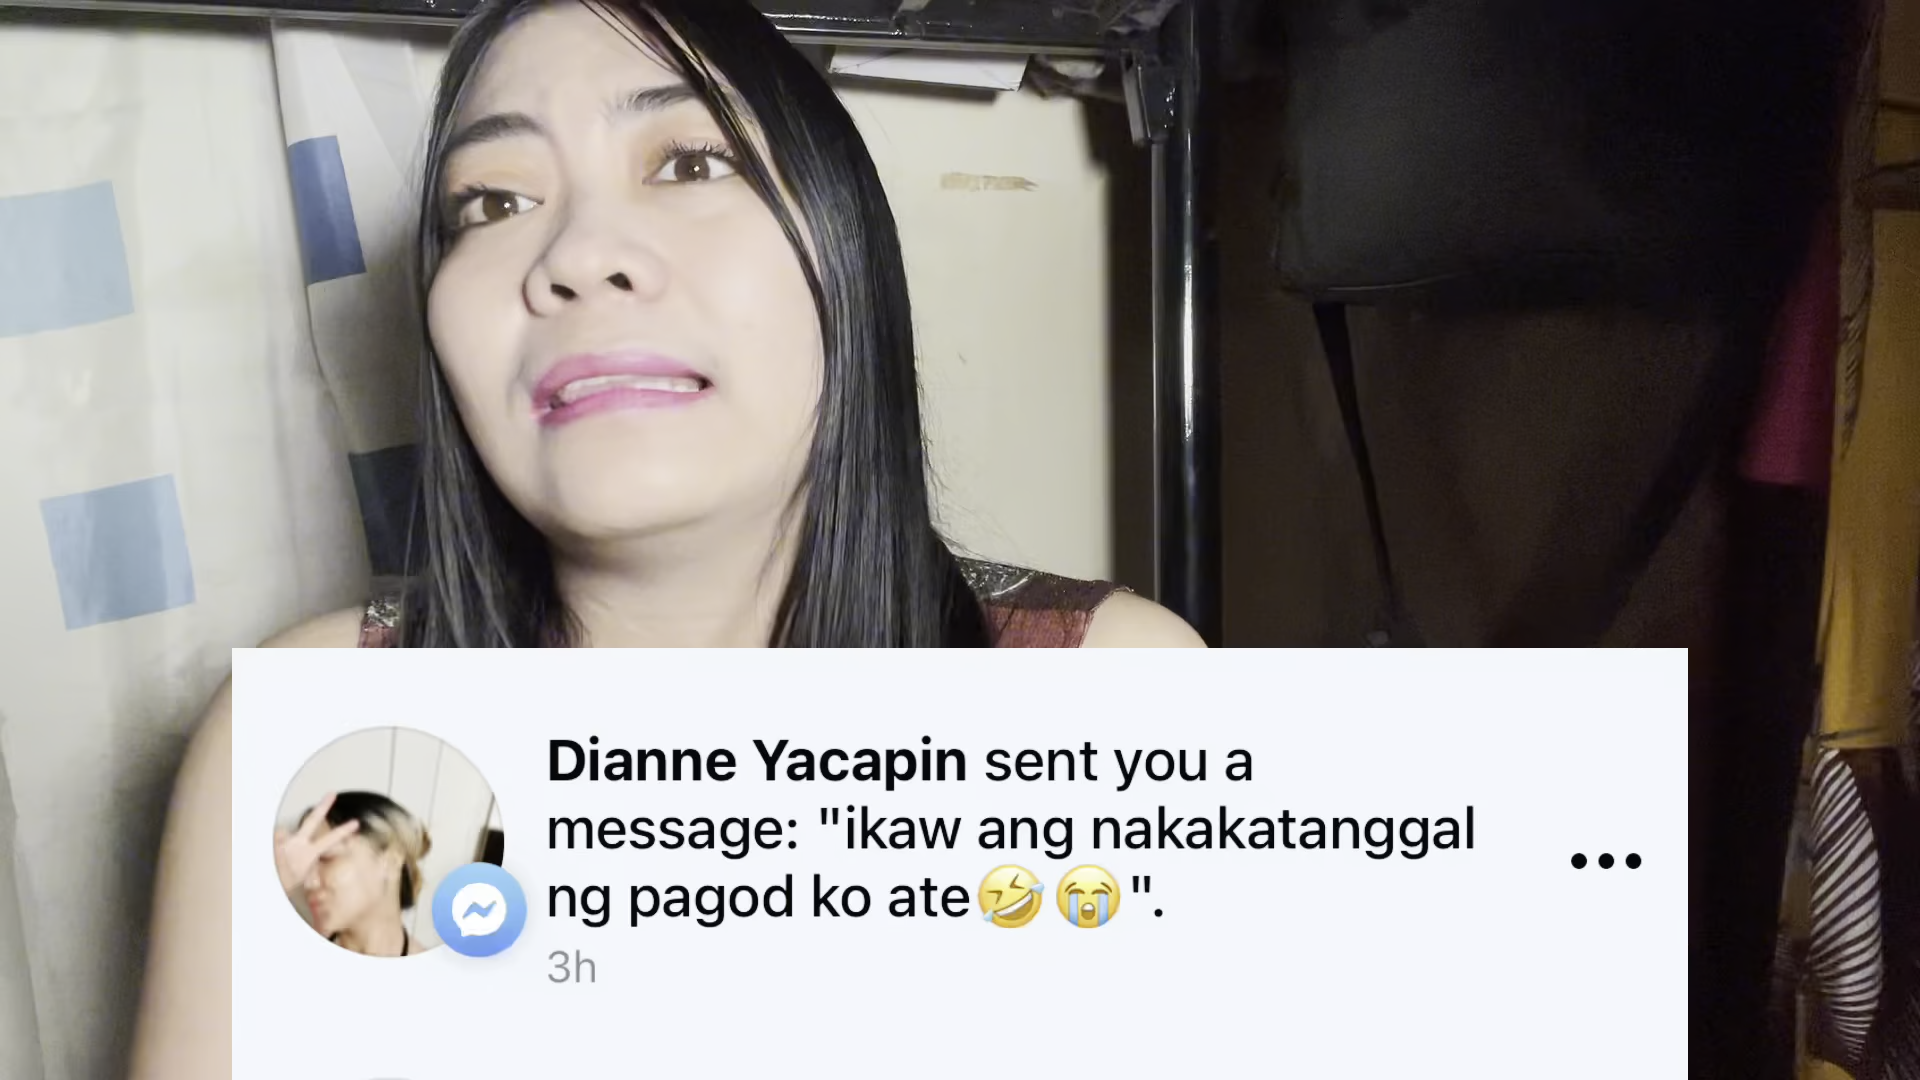 Dianne Yacapin sent you a
message: "ikaw ang nakakatanggal
ng pagod ko ate🤣😭".
3h